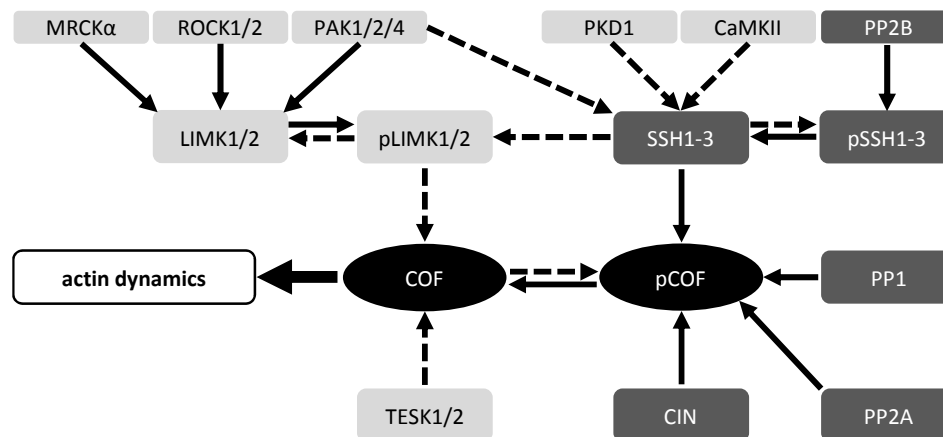 MRCKα
ROCK1/2
PAK1/2/4
PKD1
CaMKII
PP2B
LIMK1/2
pLIMK1/2
SSH1-3
pSSH1-3
actin dynamics
COF
pCOF
PP1
TESK1/2
CIN
PP2A